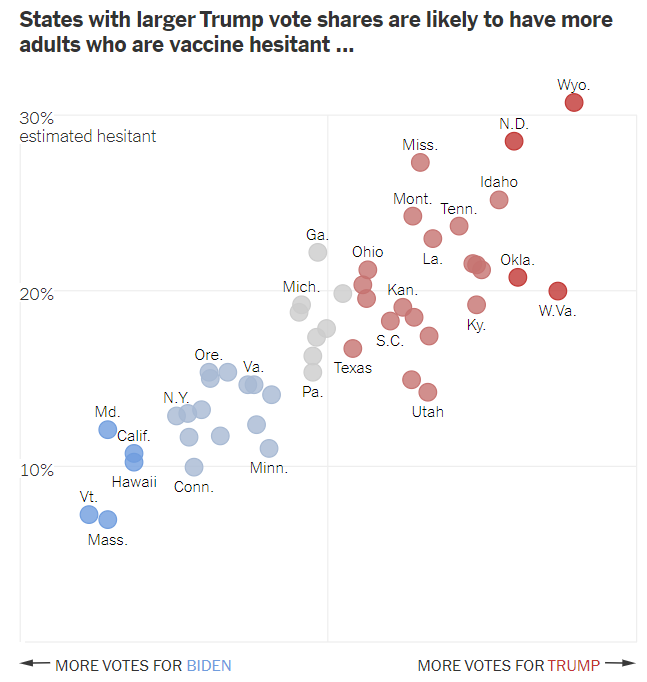 States with larger Trump vote shares are likely to have more
adults who are vaccine hesitant ...
Wyo.
30%
estimated hesitant
N.D.
Miss.
Idaho
Mont.
Tenn.
Ga.
Ohio
La.
Okla.
20%
Mich.
Kan.
W.Va.
Ky.
S.C.
Ore.
Va.
Texas
Pa.
N.Y.
Utah
Md.
Calif.
10%
Minn.
Hawaii
Conn.
Vt.
Mass.
MORE VOTES FOR BIDEN
MORE VOTES FOR TRUMP